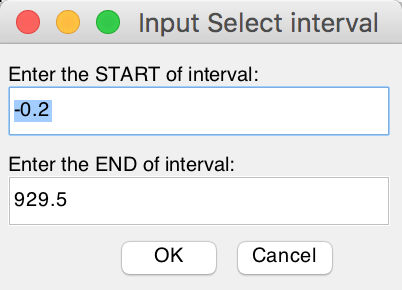 Input Select interval
Enter the START of interval:
-0.2
Enter the END of interval:
929.5
OK Cancel